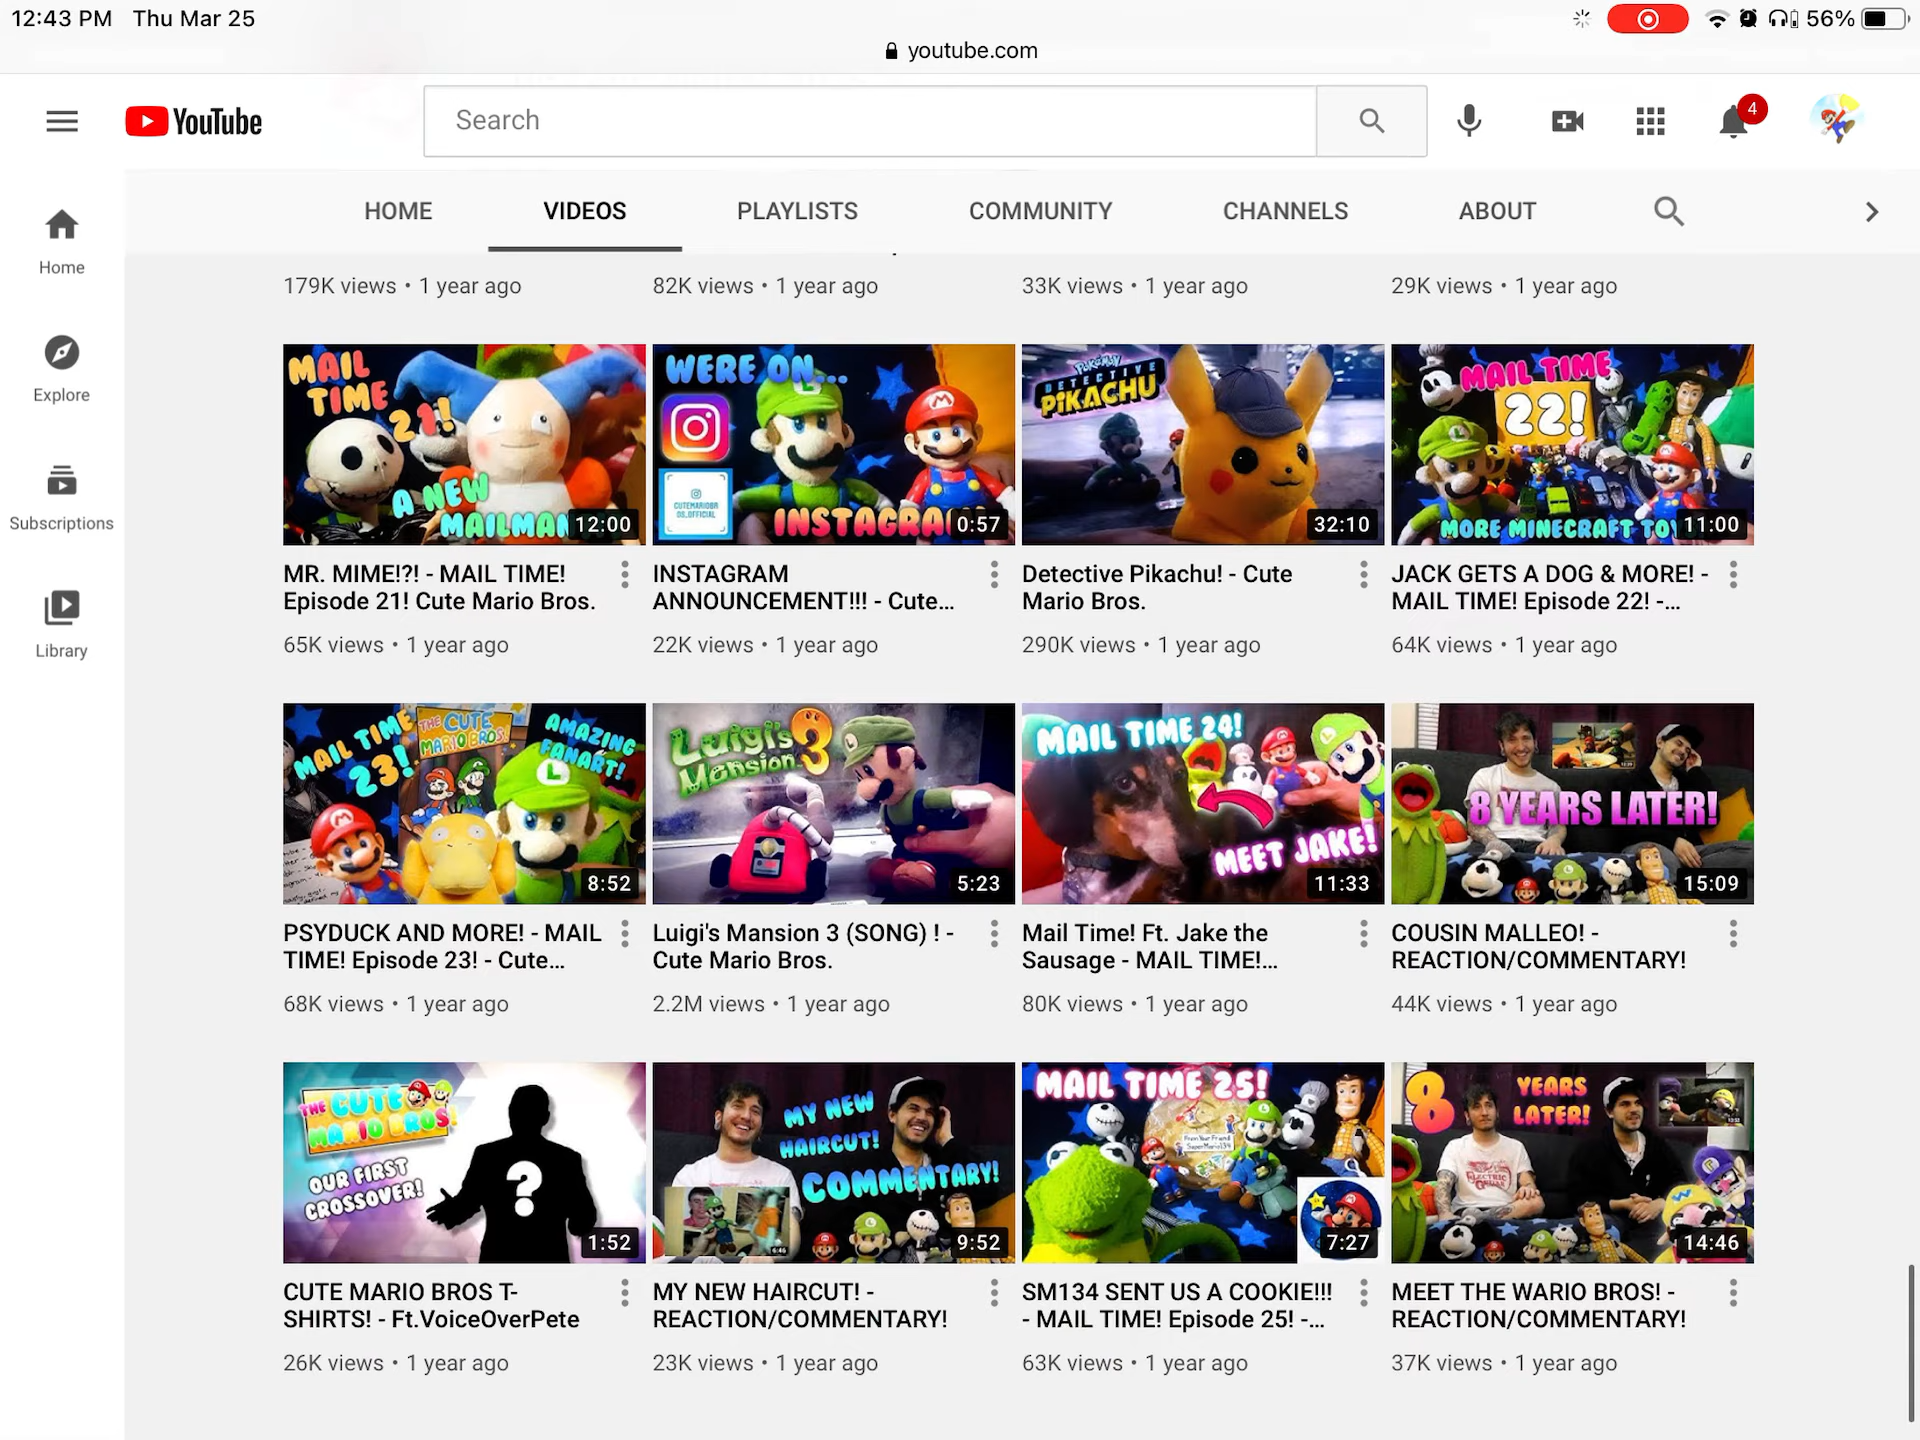 12:43 PM Thu Mar 25
56%
youtube.com
YouTube
Search
4
HOME VIDEOS PLAYLISTS COMMUNITY CHANNELS ABOUT
Home
Explore
Subscriptions
Library
179K views • 1 year ago
82K views • 1 year ago
33K views • 1 year ago
29K views • 1 year ago
MAIL
TIME
21!
A NEW
MAILMAN
12:00
MR. MIME!?! - MAIL TIME!
Episode 21! Cute Mario Bros.
65K views • 1 year ago
WERE ON...
CUTEMARIOBR
OS_OFFICIAL
INSTAGRA
0:57
INSTAGRAM
ANNOUNCEMENT!!! - Cute...
22K views • 1 year ago
POKÉMON
DETECTIVE
PIKACHU
32:10
Detective Pikachu! - Cute
Mario Bros.
290K views • 1 year ago
MAIL TIME
22!
MORE MINECRAFT TOY
11:00
JACK GETS A DOG & MORE! -
MAIL TIME! Episode 22! -...
64K views • 1 year ago
MAIL TIME
23!
THE CUTE
MARIO BROS!
AMAZING
FANART!
8:52
PSYDUCK AND MORE! - MAIL
TIME! Episode 23! - Cute...
68K views • 1 year ago
Luigi's
Mansion 3
5:23
Luigi's Mansion 3 (SONG) ! -
Cute Mario Bros.
2.2M views • 1 year ago
MAIL TIME 24!
MEET JAKE!
11:33
Mail Time! Ft. Jake the
Sausage - MAIL TIME!...
80K views • 1 year ago
8 YEARS LATER!
15:09
COUSIN MALLEO! -
REACTION/COMMENTARY!
44K views • 1 year ago
THE CUTE
MARIO BROS!
OUR FIRST
CROSSOVER!
?
1:52
CUTE MARIO BROS T-
SHIRTS! - Ft.VoiceOverPete
26K views • 1 year ago
MY NEW
HAIRCUT!
COMMENTARY!
6:46
9:52
MY NEW HAIRCUT! -
REACTION/COMMENTARY!
23K views • 1 year ago
MAIL TIME 25!
From Your Friend
SuperMario134
7:27
SM134 SENT US A COOKIE!!!
- MAIL TIME! Episode 25! -...
63K views • 1 year ago
8 YEARS
LATER!
ELECTRIC
14:46
MEET THE WARIO BROS! -
REACTION/COMMENTARY!
37K views • 1 year ago